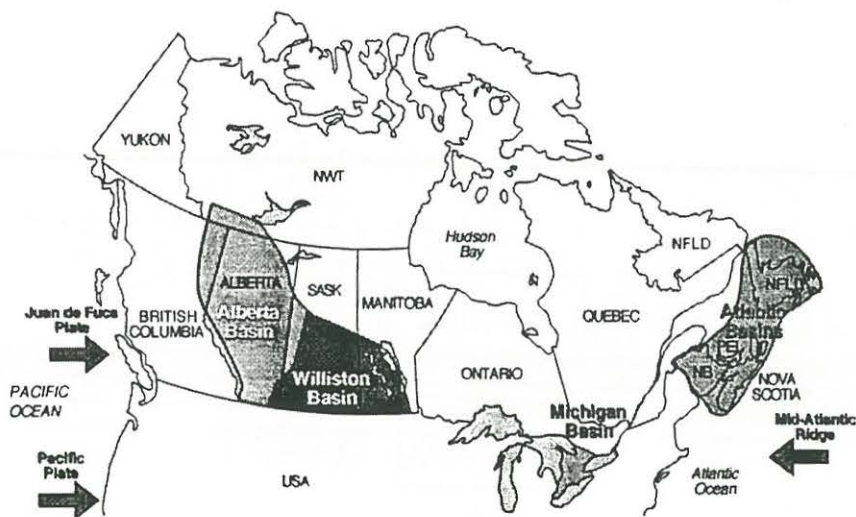 YUKON
NWT
Hudson
Bay
NFLD
NFLD
ALBERTA
SASK
MANITOBA
BRITISH
COLUMBIA
Alberta
Basin
QUEBEC
Atlantic
Basins
PEI
NB
NOVA
SCOTIA
Juan de Fuca
Plate
PACIFIC
OCEAN
Williston
Basin
ONTARIO
Michigan
Basin
Mid-Atlantic
Ridge
Pacific
Plate
USA
Atlantic
Ocean